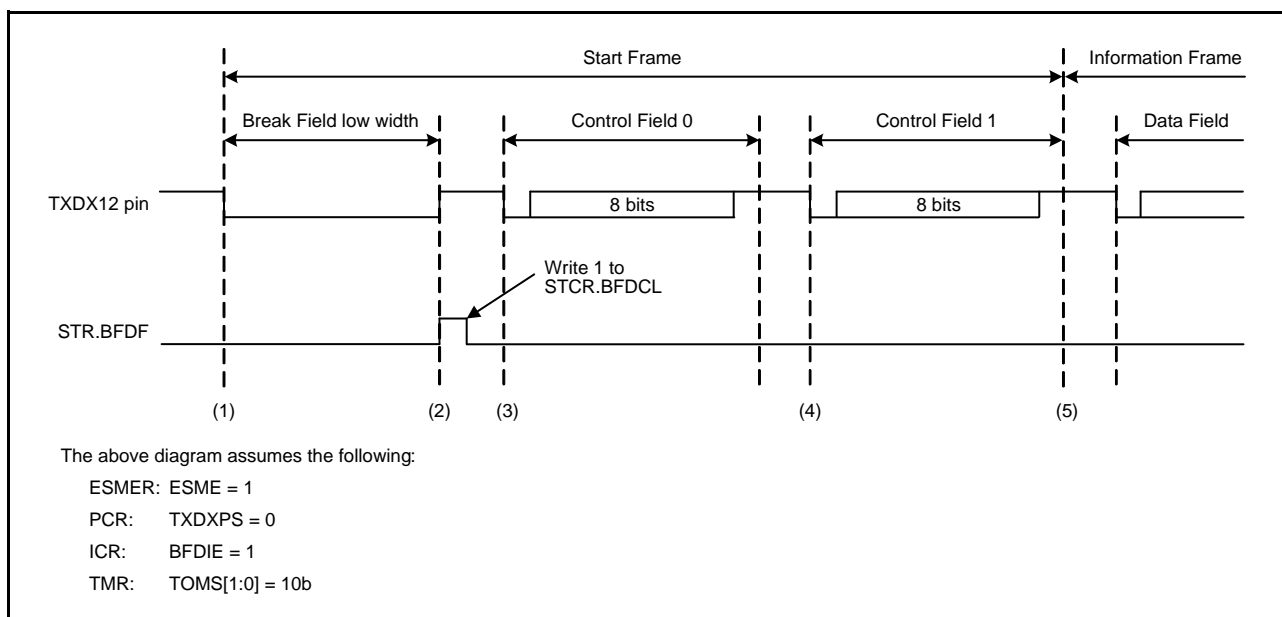 Start Frame
Information Frame
Break Field low width
Control Field 0
Control Field 1
Data Field
TXDX12 pin
8 bits
8 bits
Write 1 to
STCR.BFDCL
STR.BFDF
(1)
(2)
(3)
(4)
(5)
The above diagram assumes the following:
ESMER: ESME = 1
PCR: TXDXPS = 0
ICR: BFDIE = 1
TMR: TOMS[1:0] = 10b